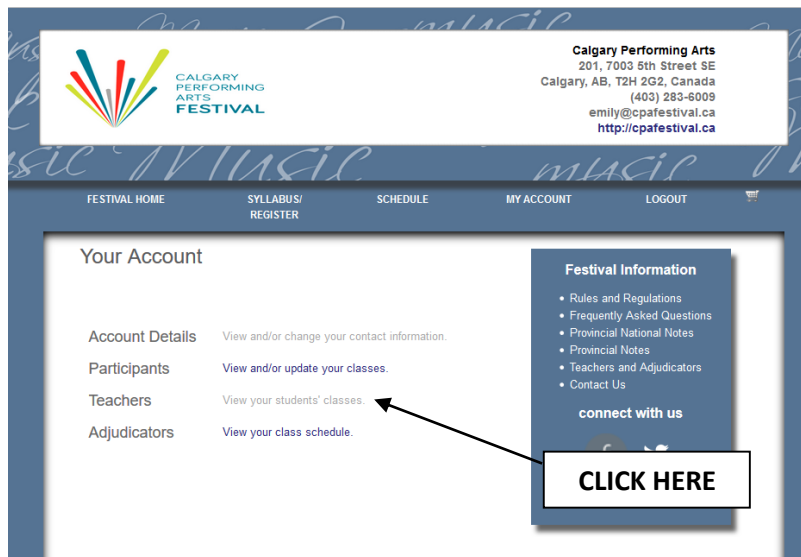 CALGARY
PERFORMING
ARTS
FESTIVAL
Calgary Performing Arts
201, 7003 5th Street SE
Calgary, AB, T2H 2G2, Canada
(403) 283-6009
emily@cpafestival.ca
http://cpafestival.ca
Music
music
FESTIVAL HOME
SYLLABUS/
REGISTER
SCHEDULE
MY ACCOUNT
LOGOUT
Your Account
Account Details View and/or change your contact information.
Participants View and/or update your classes.
Teachers View your students' classes.
Adjudicators View your class schedule.
Festival Information
• Rules and Regulations
• Frequently Asked Questions
• Provincial National Notes
• Provincial Notes
• Teachers and Adjudicators
• Contact Us
connect with us
CLICK HERE